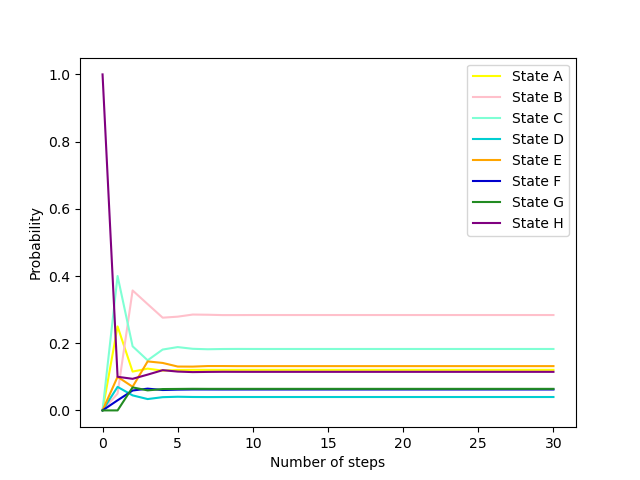 1.0
0.8
0.6
0.4
0.2
0.0
Probability
0 5 10 15 20 25 30
Number of steps
State A
State B
State C
State D
State E
State F
State G
State H